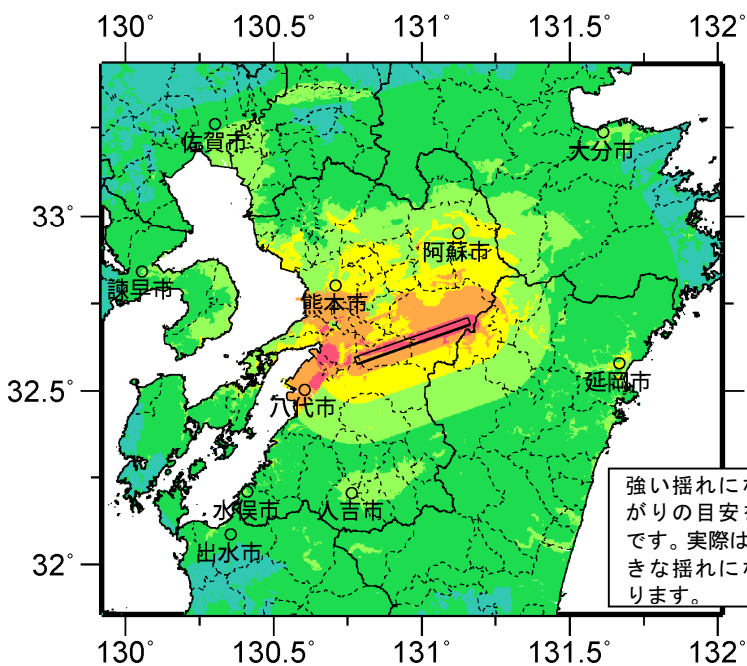 130° 130.5° 131° 131.5° 132°
佐賀市
大分市
33°
阿蘇市
諫早市
熊本市
32.5°
延岡市
八代市
水俣市
人吉市
出水市
32°
強い揺れにな
がりの目安を
です。実際は
きな揺れにな
ります。
130° 130.5° 131° 131.5° 132°